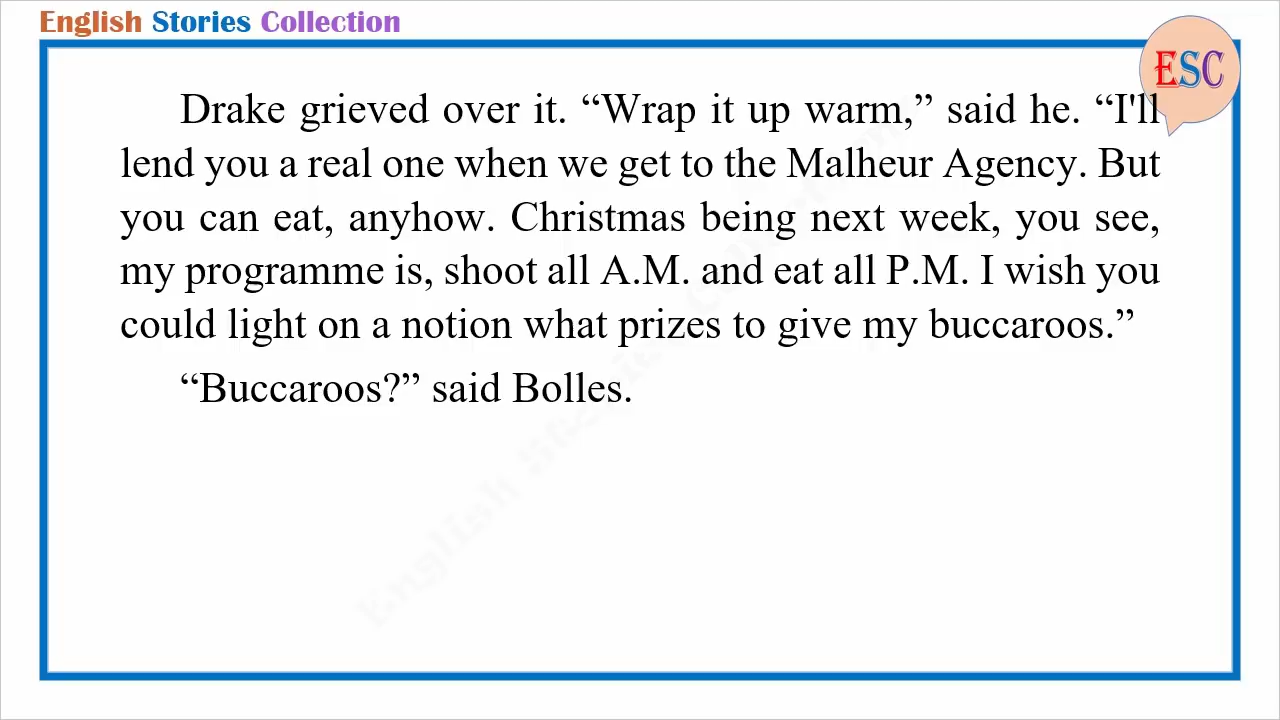 English Stories Collection
ESC
Drake grieved over it. “Wrap it up warm,” said he. “I'll
lend you a real one when we get to the Malheur Agency. But
you can eat, anyhow. Christmas being next week, you see,
my programme is, shoot all A.M. and eat all P.M. I wish you
could light on a notion what prizes to give my buccaroos.”
“Buccaroos?” said Bolles.